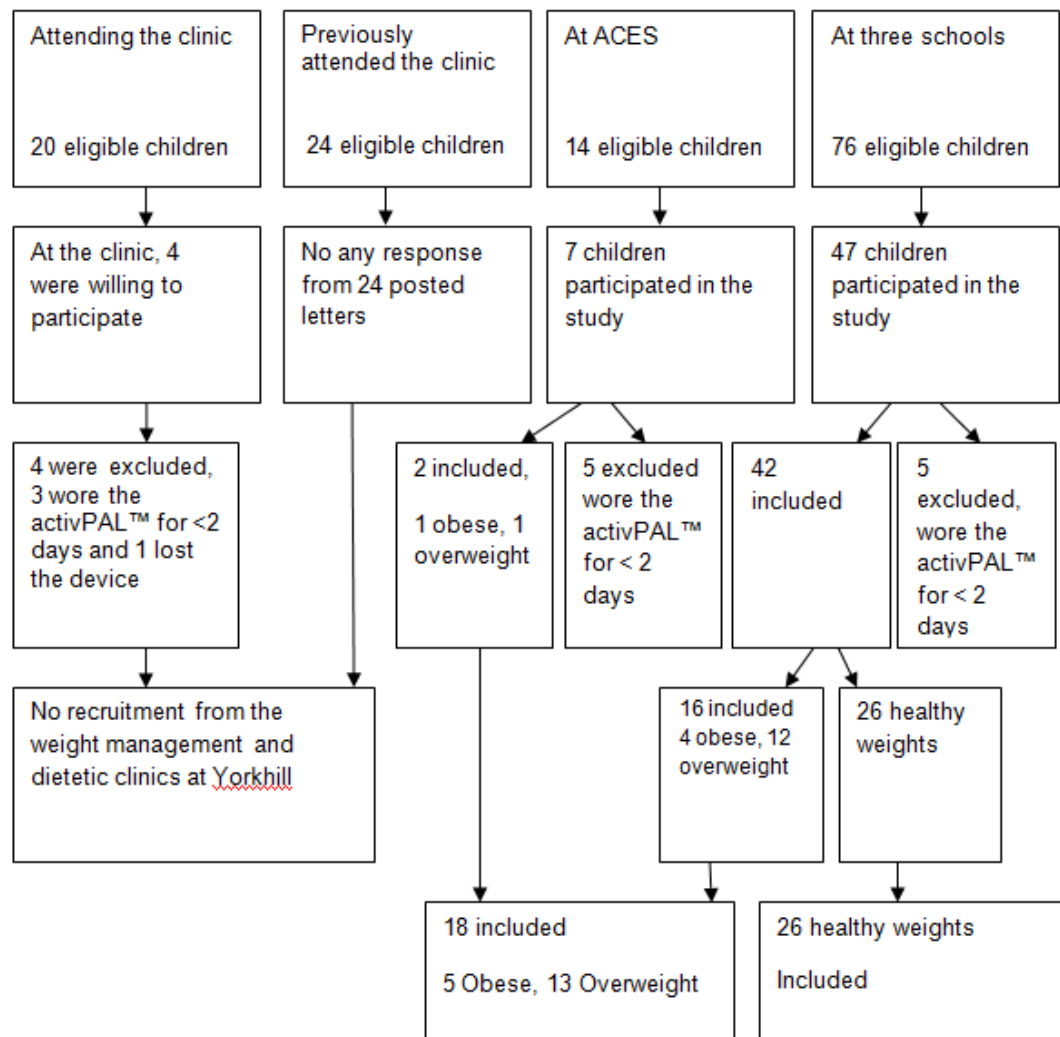 Attending the clinic
20 eligible children
Previously
attended the clinic
24 eligible children
At ACES
14 eligible children
At three schools
76 eligible children
At the clinic, 4
were willing to
participate
No any response
from 24 posted
letters
7 children
participated in the
study
47 children
participated in the
study
4 were excluded,
3 wore the
activPAL™ for <2
days and 1 lost
the device
2 included,
1 obese, 1
overweight
5 excluded
wore the
activPAL™
for < 2
days
42
included
5
excluded,
wore the
activPAL™
for < 2
days
No recruitment from the
weight management and
dietetic clinics at Yorkhill
16 included
4 obese, 12
overweight
26 healthy
weights
18 included
5 Obese, 13 Overweight
26 healthy weights
Included